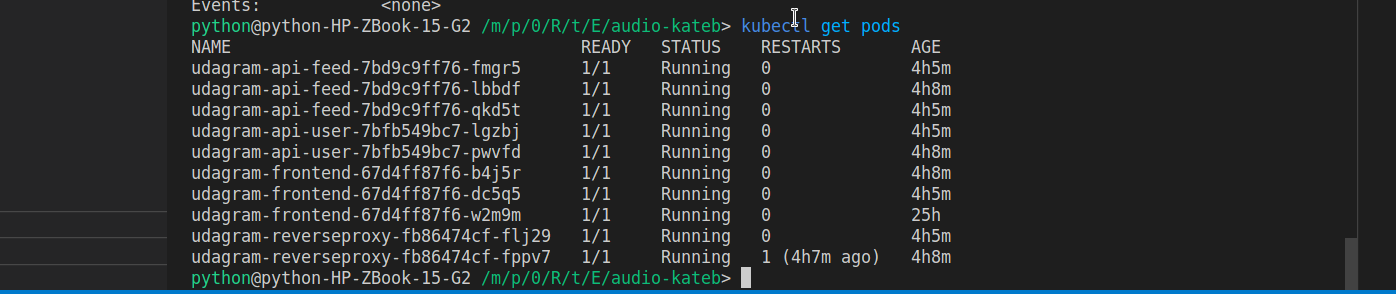 Events: <none>
python@python-HP-ZBook-15-G2 /m/p/0/R/t/E/audio-kateb> kubectl get pods
NAME READY STATUS RESTARTS AGE
udagram-api-feed-7bd9c9ff76-fmgr5 1/1 Running 0 4h5m
udagram-api-feed-7bd9c9ff76-lbbdf 1/1 Running 0 4h8m
udagram-api-feed-7bd9c9ff76-qkd5t 1/1 Running 0 4h5m
udagram-api-user-7bfb549bc7-lgzbj 1/1 Running 0 4h5m
udagram-api-user-7bfb549bc7-pwvfd 1/1 Running 0 4h8m
udagram-frontend-67d4ff87f6-b4j5r 1/1 Running 0 4h8m
udagram-frontend-67d4ff87f6-dc5q5 1/1 Running 0 4h5m
udagram-frontend-67d4ff87f6-w2m9m 1/1 Running 0 25h
udagram-reverseproxy-fb86474cf-flj29 1/1 Running 0 4h5m
udagram-reverseproxy-fb86474cf-fppv7 1/1 Running 1 (4h7m ago) 4h8m
python@python-HP-ZBook-15-G2 /m/p/0/R/t/E/audio-kateb>